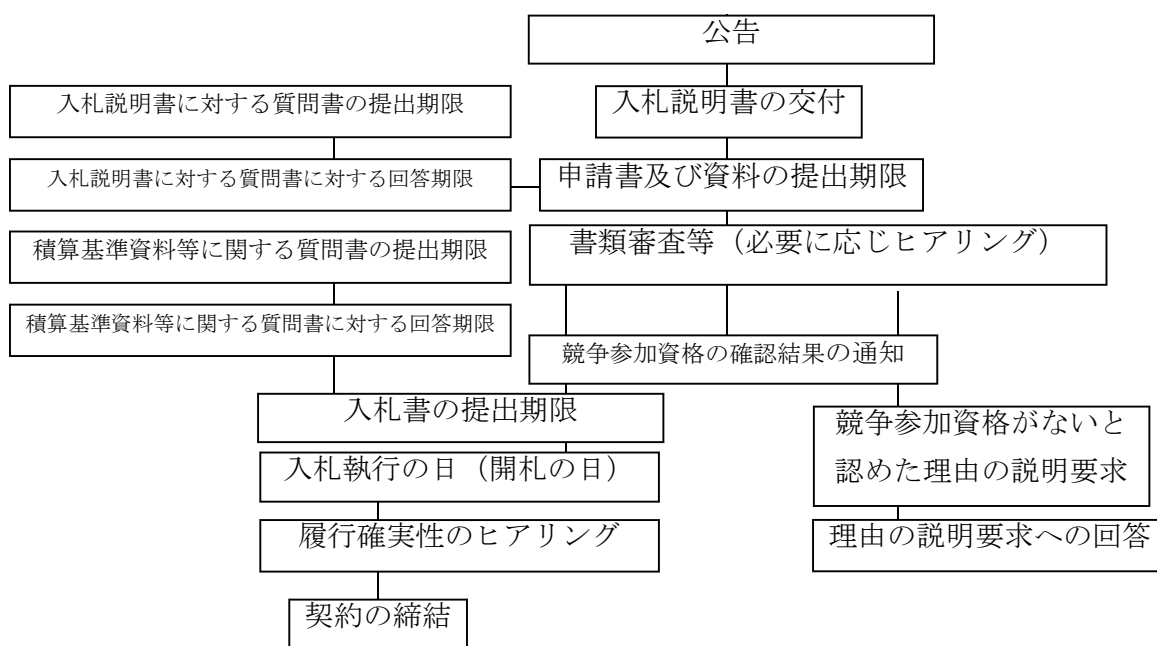 公告
入札説明書に対する質問書の提出期限
入札説明書の交付
入札説明書に対する質問書に対する回答期限
申請書及び資料の提出期限
積算基準資料等に関する質問書の提出期限
書類審査等（必要に応じヒアリング）
積算基準資料等に関する質問書に対する回答期限
競争参加資格の確認結果の通知
入札書の提出期限
競争参加資格がないと
認めた理由の説明要求
入札執行の日（開札の日）
履行確実性のヒアリング
理由の説明要求への回答
契約の締結